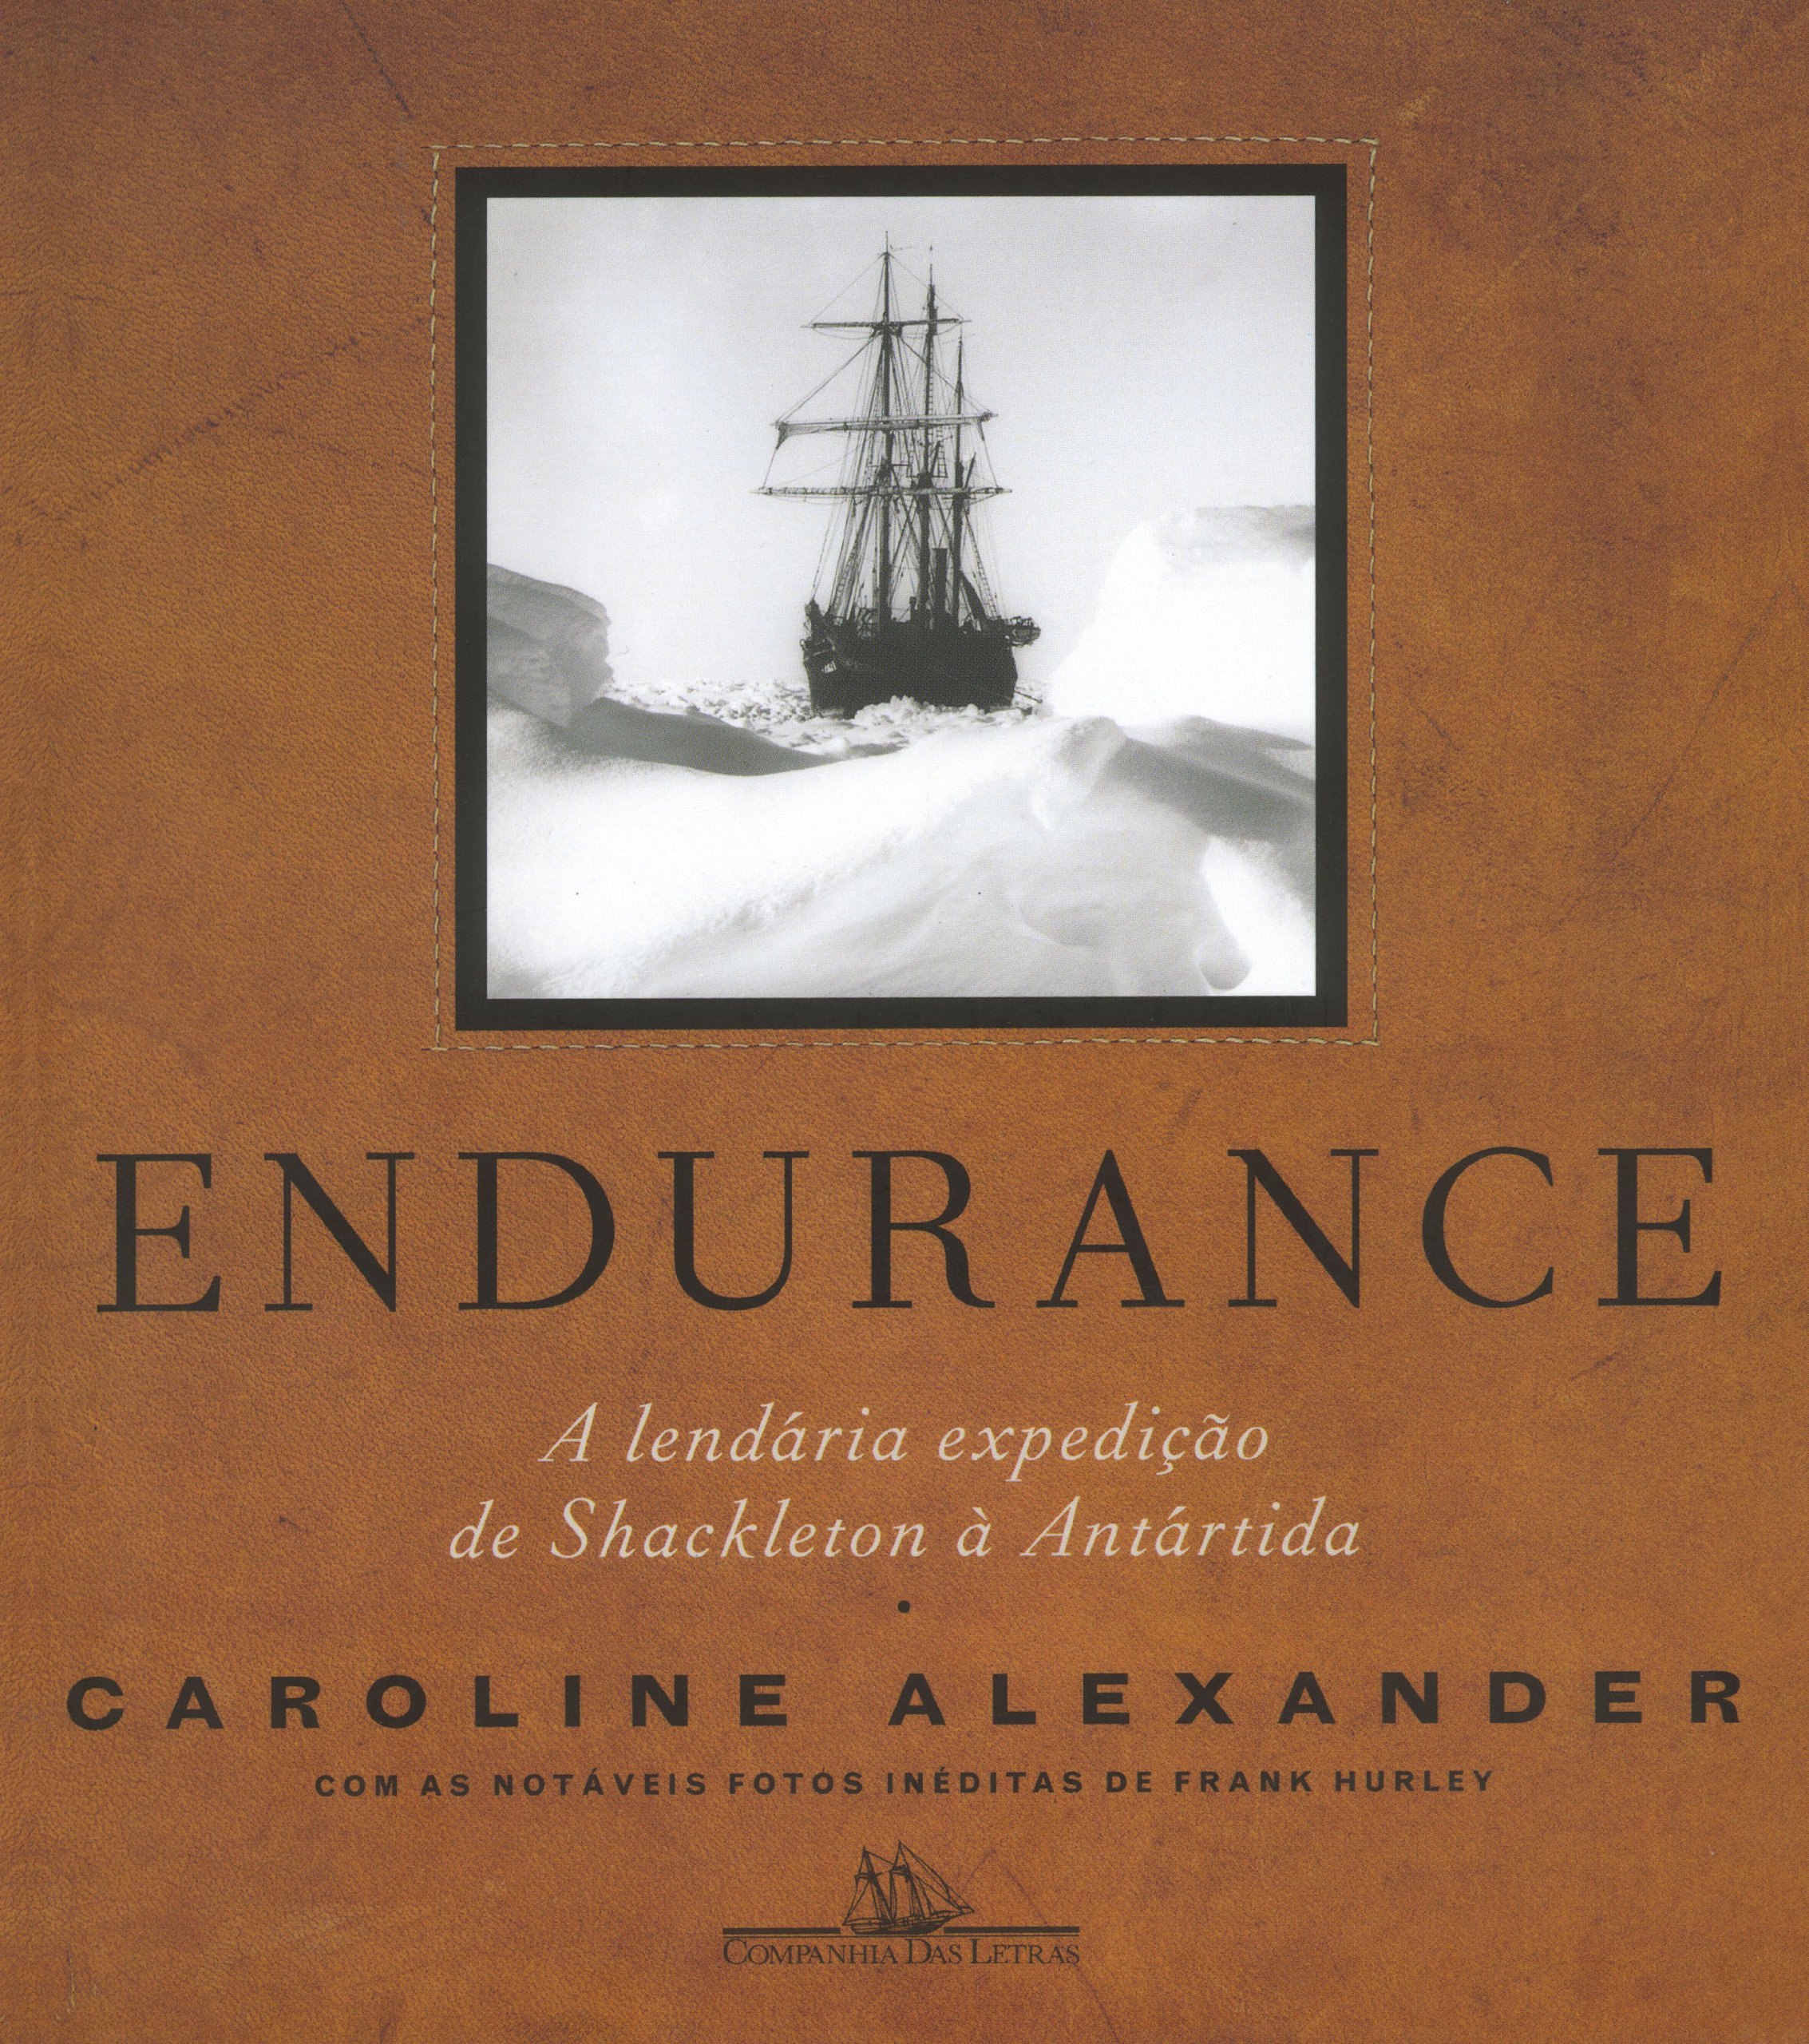 ENDURANCE
A lendária expedição
de Shackleton à Antártida
•
CAROLINE ALEXANDER
COM AS NOTÁVEIS FOTOS INÉDITAS DE FRANK HURLEY
COMPANHIA DAS LETRAS